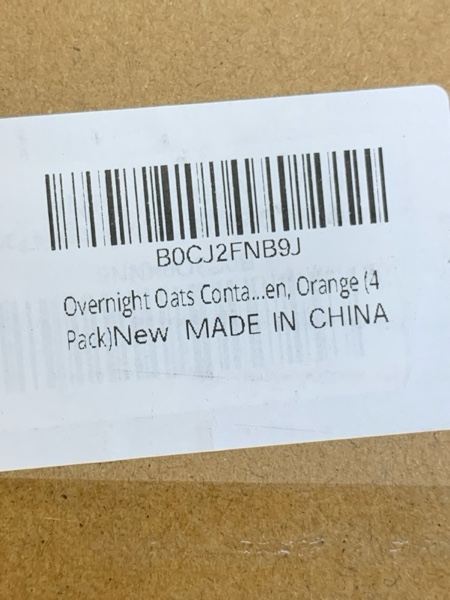 B0CJ2FNB9J
Overnight Oats Conta...en, Orange (4
Pack)New MADE IN CHINA